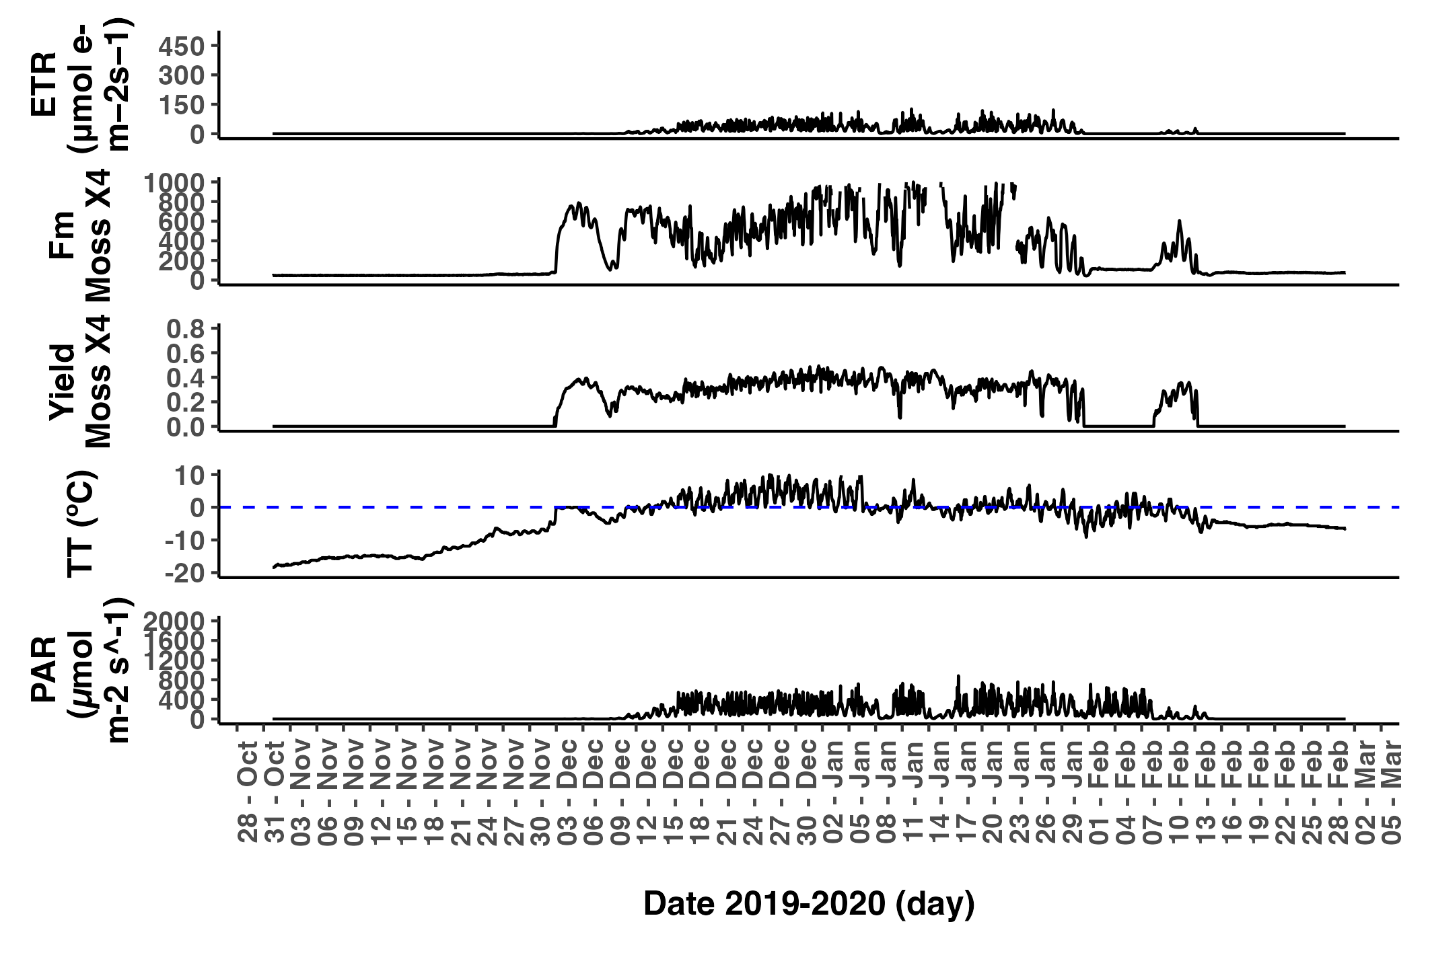 ETR
(µmol e-
m−2s−1)
450
300
150
0
Fm
Moss X4
1000
800
600
400
200
0
Yield
Moss X4
0.8
0.6
0.4
0.2
0.0
TT (ºC)
10
0
-10
-20
PAR
(µmol
m-2 s^-1)
2000
1600
1200
800
400
0
28 - Oct
31 - Oct
03 - Nov
06 - Nov
09 - Nov
12 - Nov
15 - Nov
18 - Nov
21 - Nov
24 - Nov
27 - Nov
30 - Nov
03 - Dec
06 - Dec
09 - Dec
12 - Dec
15 - Dec
18 - Dec
21 - Dec
24 - Dec
27 - Dec
30 - Dec
02 - Jan
05 - Jan
08 - Jan
11 - Jan
14 - Jan
17 - Jan
20 - Jan
23 - Jan
26 - Jan
29 - Jan
01 - Feb
04 - Feb
07 - Feb
10 - Feb
13 - Feb
16 - Feb
19 - Feb
22 - Feb
25 - Feb
28 - Feb
02 - Mar
05 - Mar
Date 2019-2020 (day)